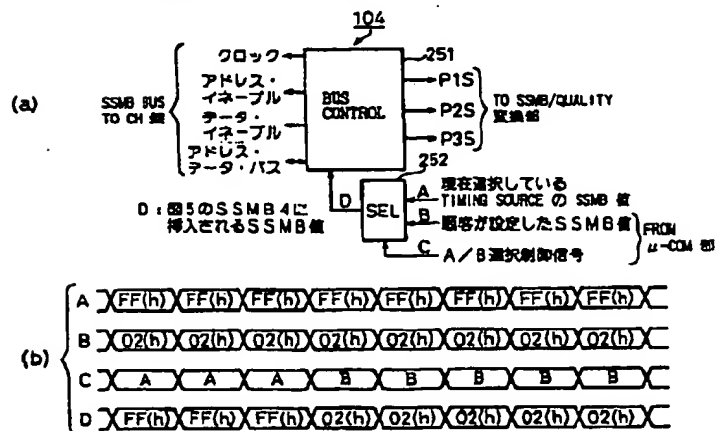 104
(a)
SSMB BUS
TO CH 盤
クロック
アドレス・
イネーブル
データ・
イネーブル
アドレス・
データ・バス
BUS
CONTROL
251
P1S
P2S
P3S
TO SSMB/QUALITY
変換部
252
D
SEL
D:図5のSSMB4に
挿入されるSSMB値
A 現在選択している
TIMING SOURCE の SSMB 値
B 顧客が設定したSSMB値
C A/B選択制御信号
FROM
μ-COM 部
(b)
A FF(h) FF(h) FF(h) FF(h) FF(h) FF(h) FF(h) FF(h)
B 02(h) 02(h) 02(h) 02(h) 02(h) 02(h) 02(h) 02(h)
C A A A B B B B B
D FF(h) FF(h) FF(h) 02(h) 02(h) 02(h) 02(h) 02(h)